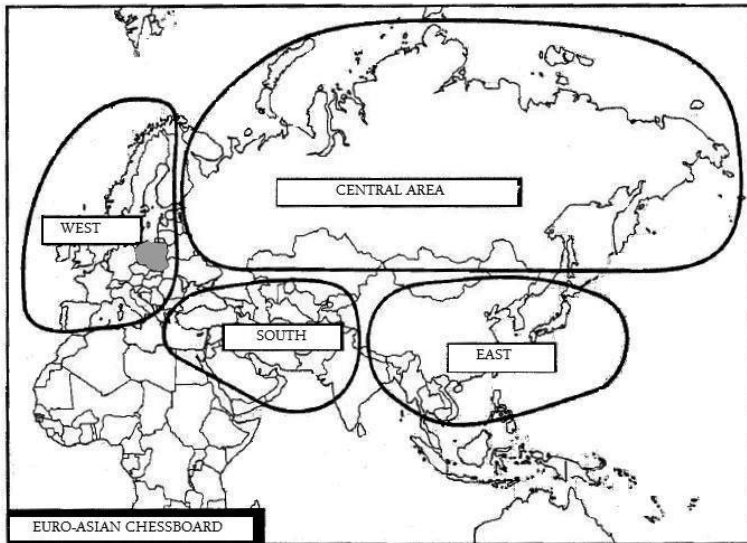 CENTRAL AREA
WEST
SOUTH
EAST
EURO-ASIAN CHESSBOARD